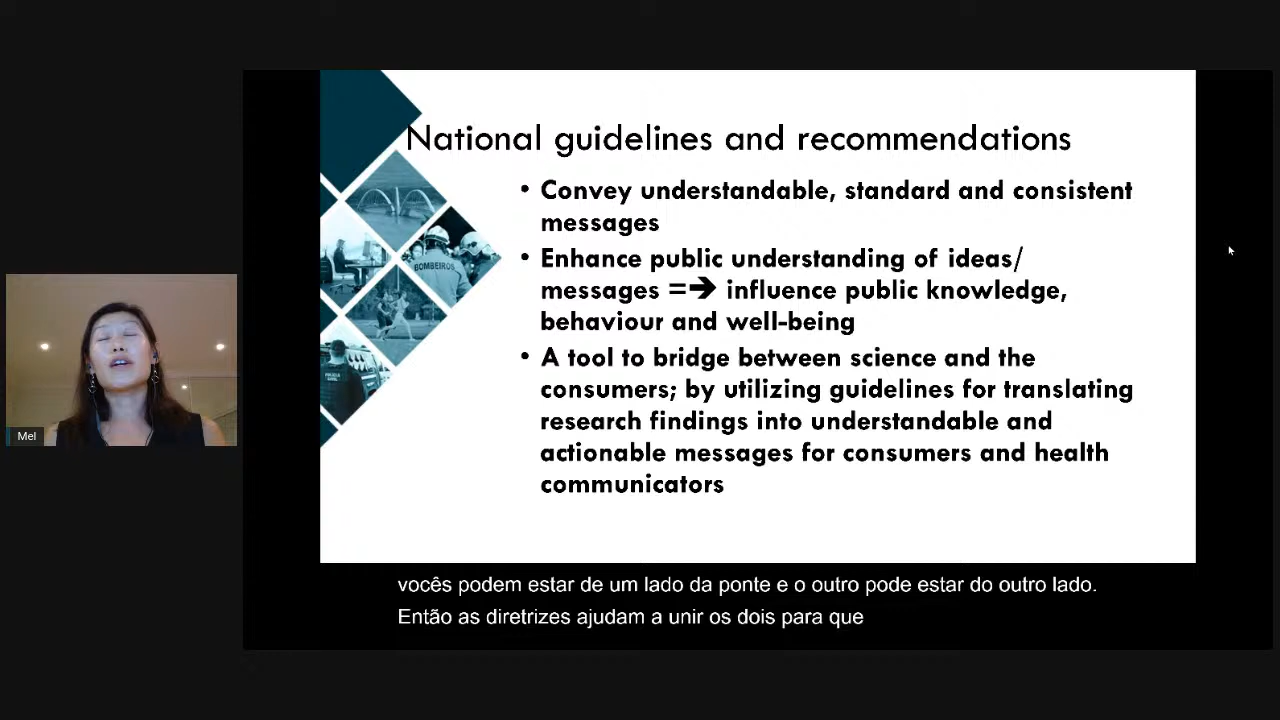 National guidelines and recommendations
• Convey understandable, standard and consistent
messages
• Enhance public understanding of ideas/
messages =➔ influence public knowledge,
behaviour and well-being
• A tool to bridge between science and the
consumers; by utilizing guidelines for translating
research findings into understandable and
actionable messages for consumers and health
communicators
BOMBEIROS
POLÍCIA
CIVIL
Mel
vocês podem estar de um lado da ponte e o outro pode estar do outro lado.
Então as diretrizes ajudam a unir os dois para que